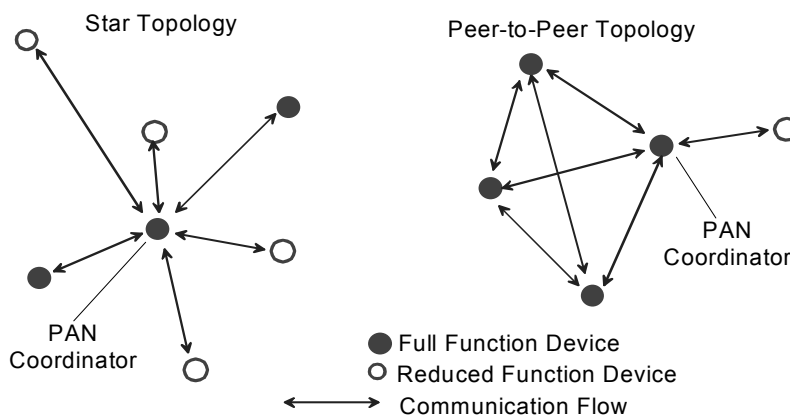 Star Topology
Peer-to-Peer Topology
PAN
Coordinator
PAN
Coordinator
Full Function Device
Reduced Function Device
Communication Flow